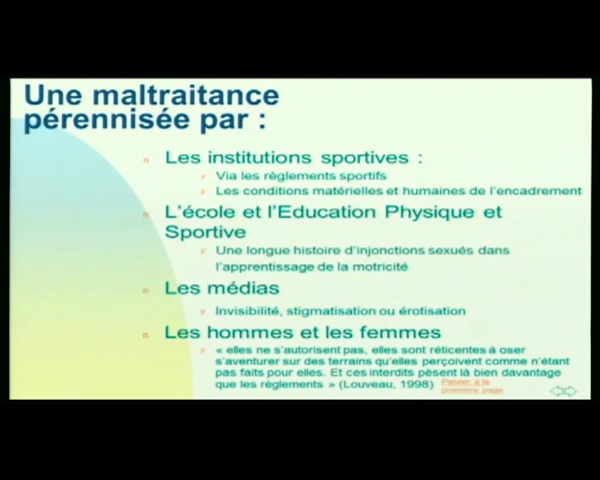 Une maltraitance
pérennisée par :
Les institutions sportives :
Via les règlements sportifs
Les conditions matérielles et humaines de l'encadrement
L'école et l'Education Physique et
Sportive
Une longue histoire d'injonctions sexués dans
l'apprentissage de la motricité
Les médias
Invisibilité, stigmatisation ou érotisation
Les hommes et les femmes
« elles ne s'autorisent pas, elles sont réticentes à oser
s'aventurer sur des terrains qu'elles perçoivent comme n'étant
pas faits pour elles. Et ces interdits pèsent là bien davantage
que les règlements » (Louveau, 1998)
Passer à la
première page